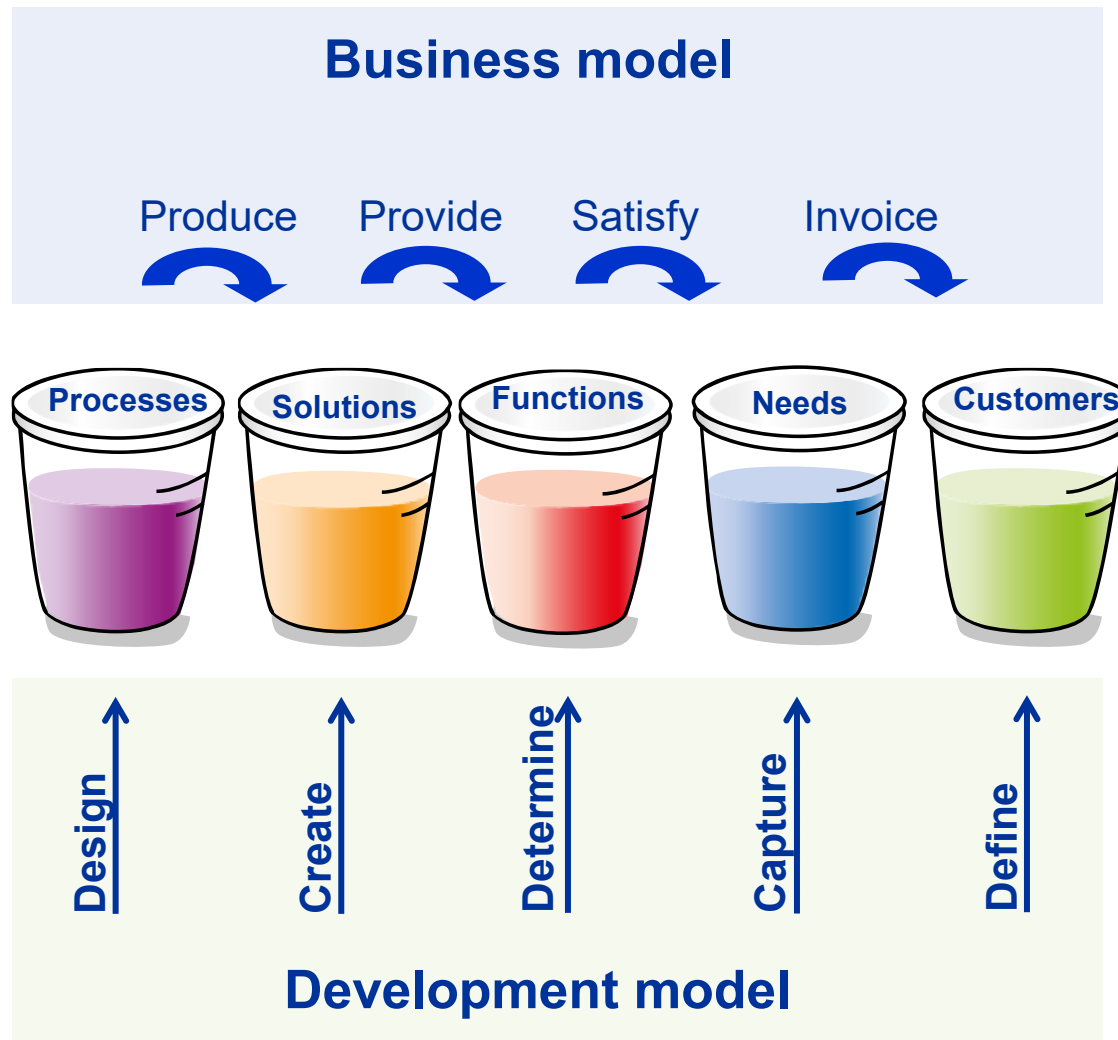 Business model
Produce Provide Satisfy Invoice
Processes Solutions Functions Needs Customers
Design Create Determine Capture Define
Development model